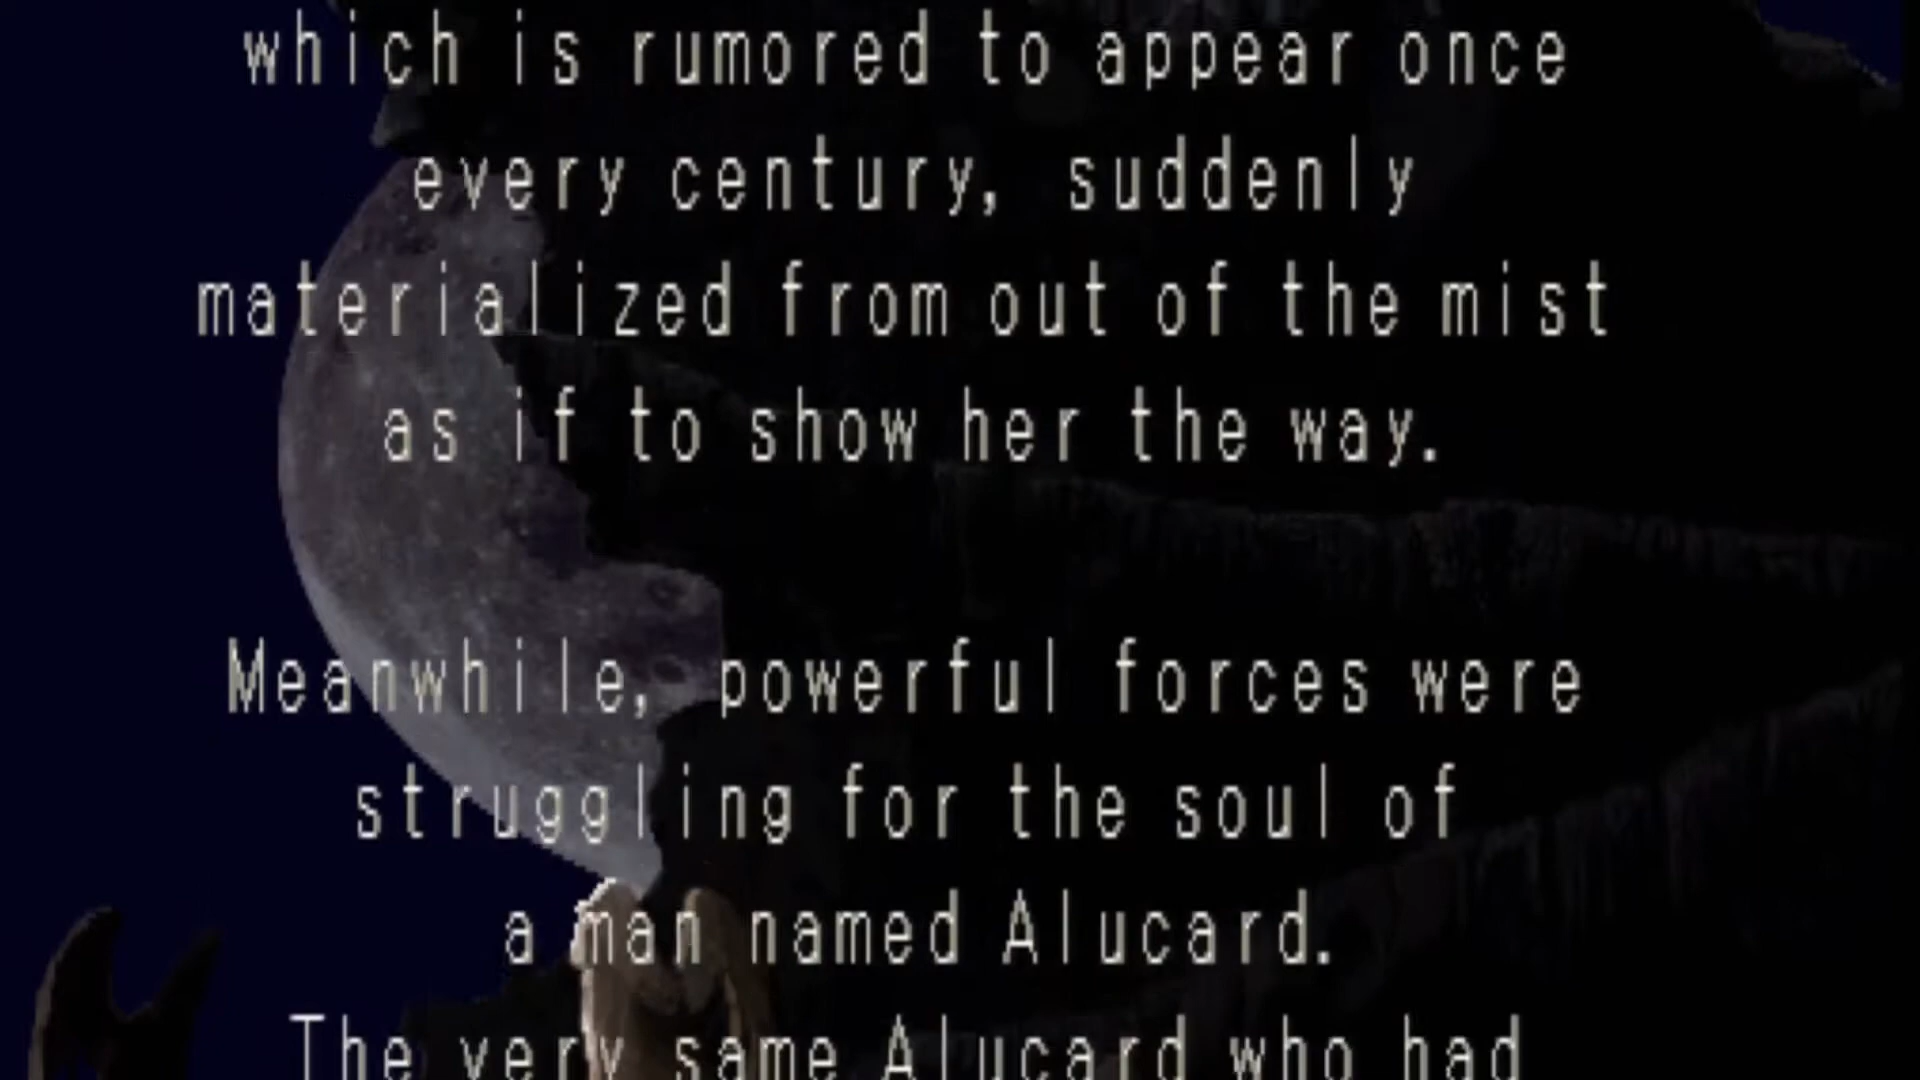 which is rumored to appear once
every century, suddenly
materialized from out of the mist
as if to show her the way.
Meanwhile, powerful forces were
struggling for the soul of
a man named Alucard.
The very same Alucard who had